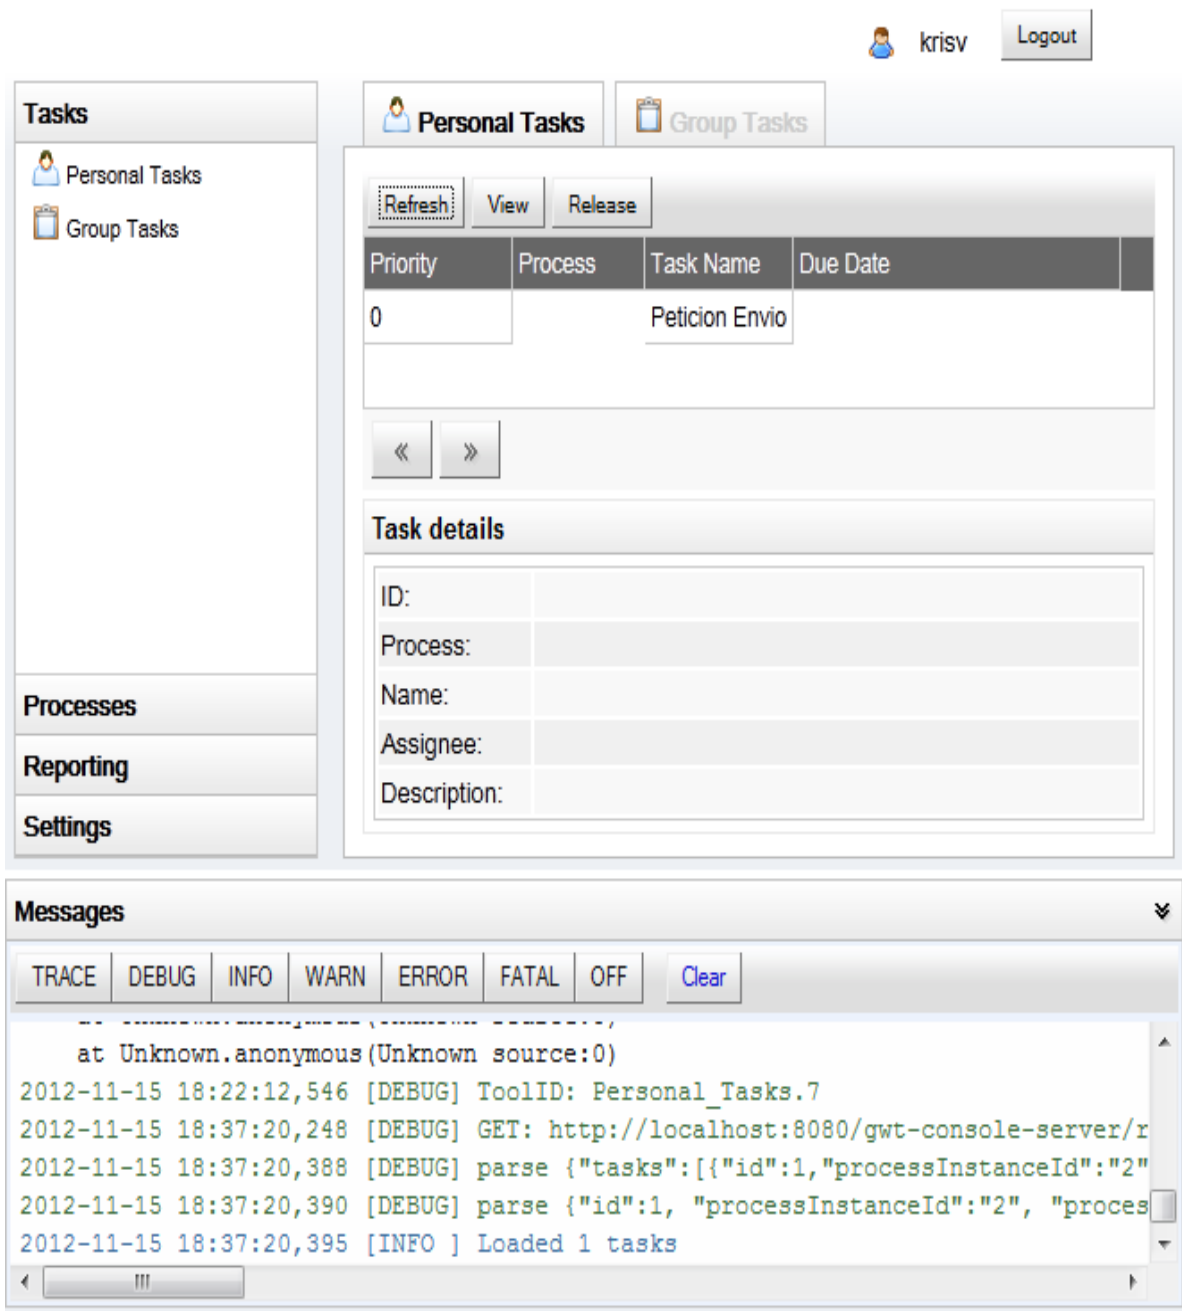 krisv
Logout
Tasks
Personal Tasks
Group Tasks
Processes
Reporting
Settings
Personal Tasks
Group Tasks
Refresh
View
Release
Priority
Process
Task Name
Due Date
0
Peticion Envio
«
»
Task details
ID:
Process:
Name:
Assignee:
Description:
Messages
TRACE
DEBUG
INFO
WARN
ERROR
FATAL
OFF
Clear
at Unknown.anonymous(Unknown source:0)
2012-11-15 18:22:12,546 [DEBUG] ToolID: Personal_Tasks.7
2012-11-15 18:37:20,248 [DEBUG] GET: http://localhost:8080/gwt-console-server/r
2012-11-15 18:37:20,388 [DEBUG] parse {"tasks":[{"id":1,"processInstanceId":"2"
2012-11-15 18:37:20,390 [DEBUG] parse {"id":1, "processInstanceId":"2", "proces
2012-11-15 18:37:20,395 [INFO ] Loaded 1 tasks